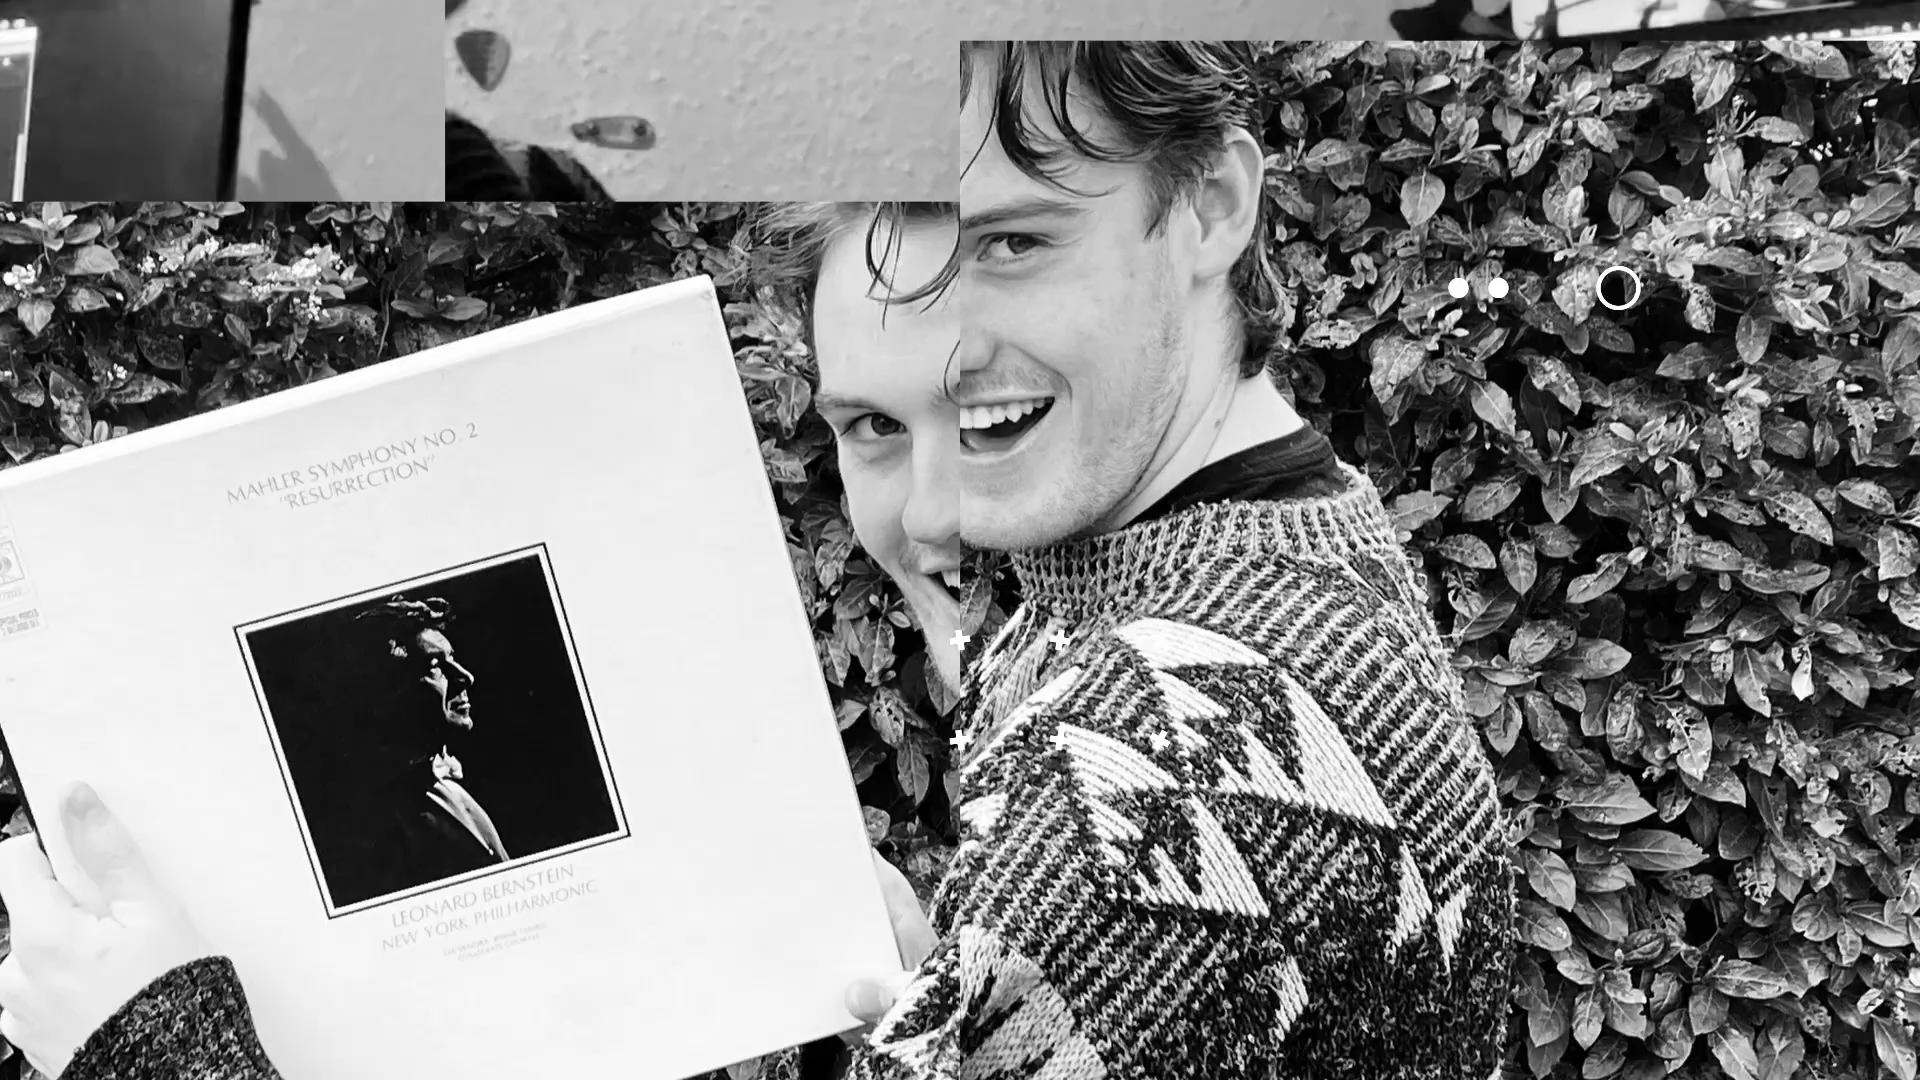 MAHLER SYMPHONY NO. 2
"RESURRECTION"
LEONARD BERNSTEIN
NEW YORK PHILHARMONIC